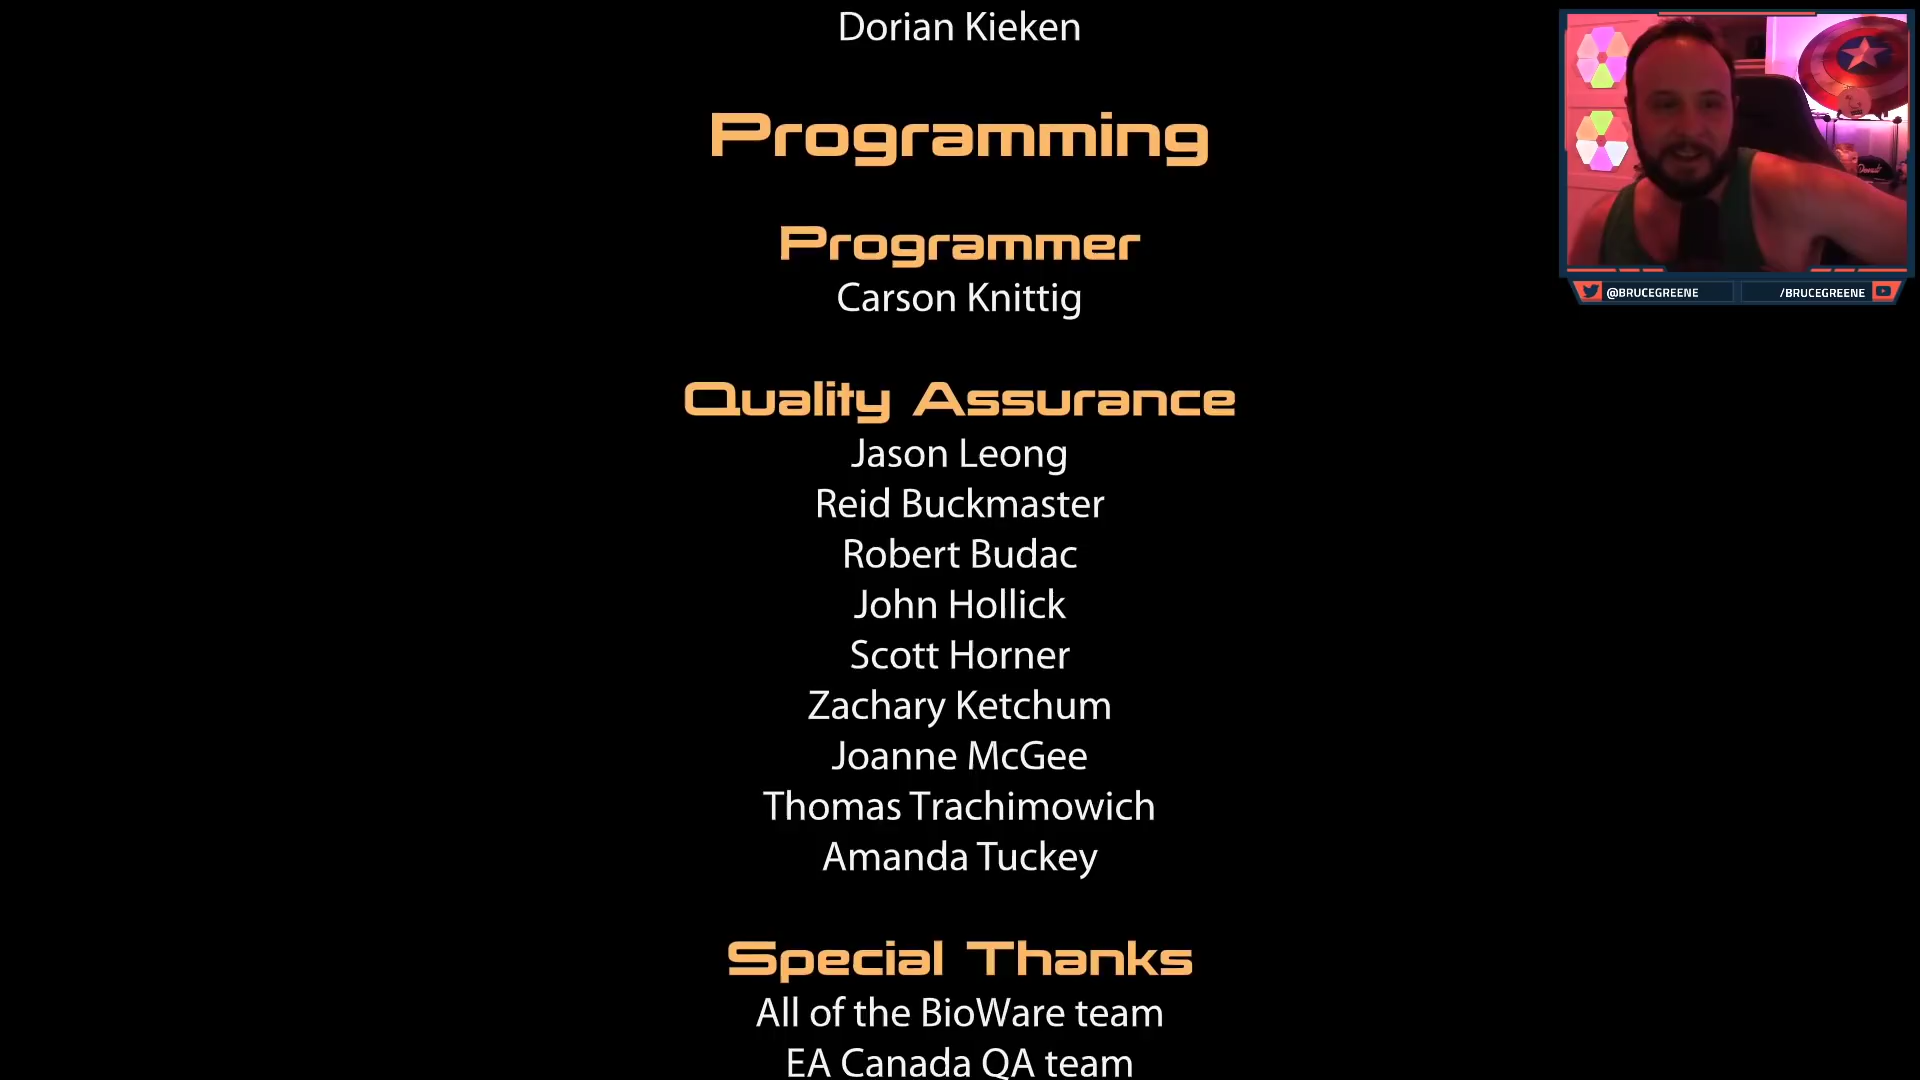 Dorian Kieken
Programming
Programmer
Carson Knittig
Quality Assurance
Jason Leong
Reid Buckmaster
Robert Budac
John Hollick
Scott Horner
Zachary Ketchum
Joanne McGee
Thomas Trachimowich
Amanda Tuckey
Special Thanks
All of the BioWare team
EA Canada QA team
@BRUCEGREENE
/BRUCEGREENE